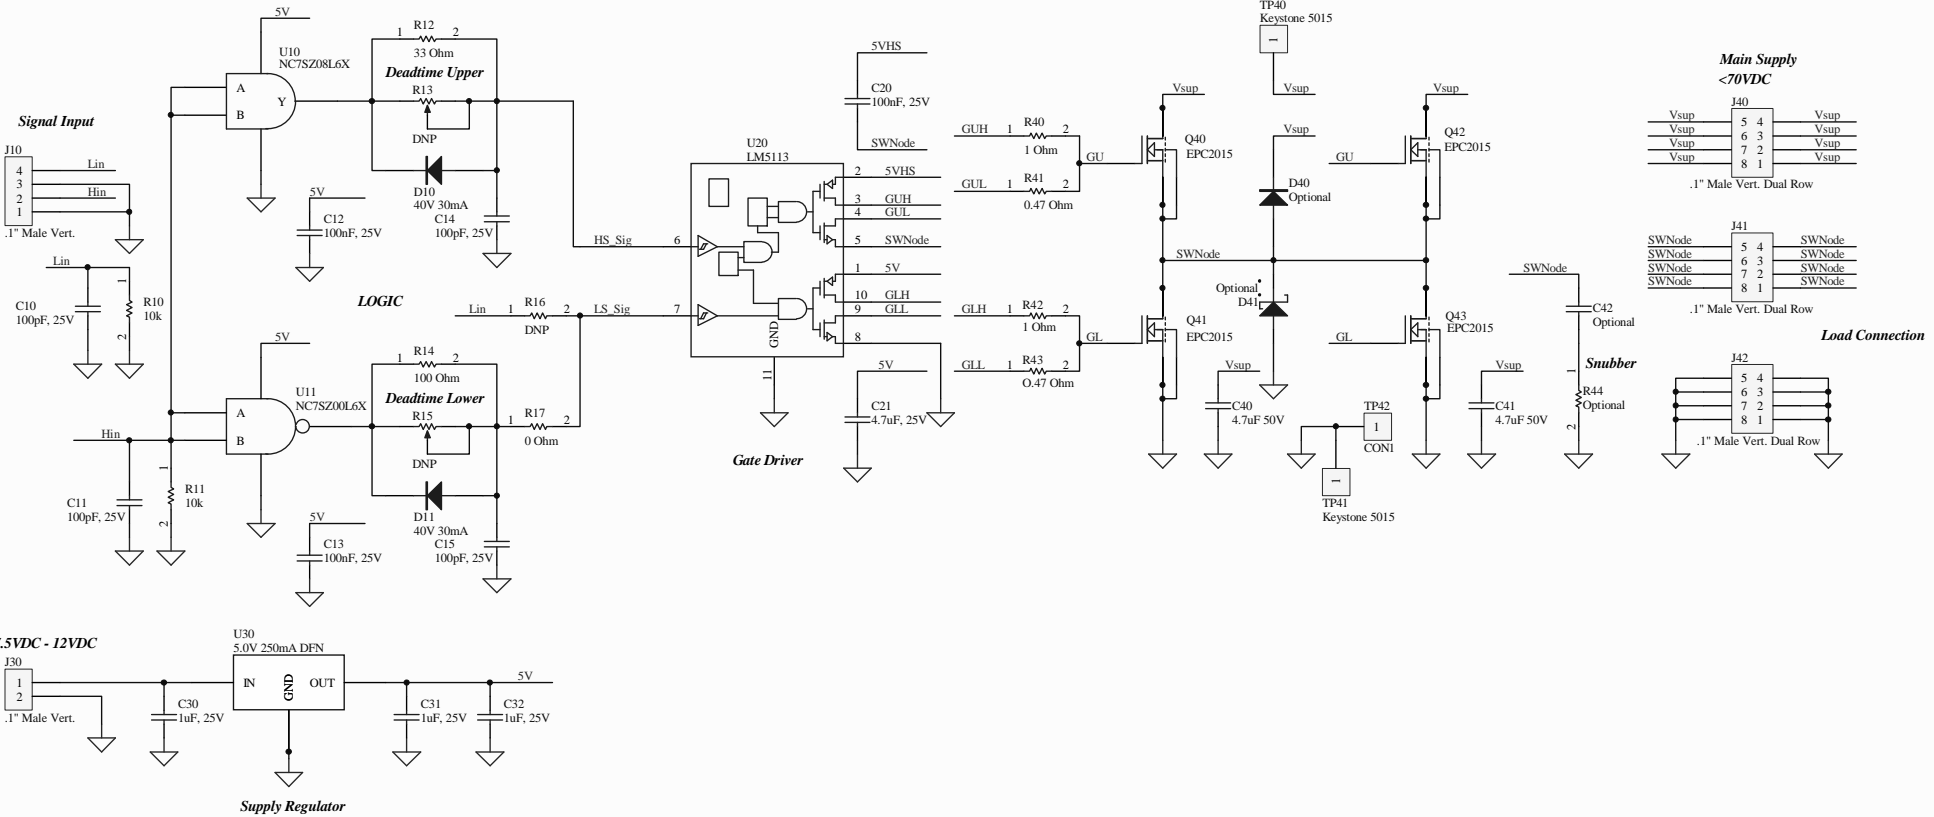 Signal Input
J10
4
3
2
1
Lin
Hin
.1" Male Vert.
Lin
C10
100pF, 25V
1
R10
10k
2
Hin
C11
100pF, 25V
1
R11
10k
2
5V
U10
NC7SZ08L6X
A
B
Y
1
R12
2
33 Ohm
Deadtime Upper
R13
DNP
D10
40V 30mA
C14
100pF, 25V
5V
C12
100nF, 25V
LOGIC
Lin
1
R16
2
DNP
LS_Sig
HS_Sig
5V
U11
NC7SZ00L6X
A
B
1
R14
2
100 Ohm
Deadtime Lower
R15
DNP
1
R17
2
0 Ohm
D11
40V 30mA
C15
100pF, 25V
5V
C13
100nF, 25V
U20
LM5113
6
7
GND
11
2
5VHS
3
GUH
4
GUL
5
SWNode
1
5V
10
GLH
9
GLL
8
5VHS
C20
100nF, 25V
SWNode
5V
C21
4.7uF, 25V
Gate Driver
GUH
1
R40
2
1 Ohm
GUL
1
R41
2
0.47 Ohm
GU
GLH
1
R42
2
1 Ohm
GLL
1
R43
2
O.47 Ohm
GL
Vsup
Q40
EPC2015
SWNode
Q41
EPC2015
TP40
Keystone 5015
1
Vsup
Vsup
D40
Optional
Optional
D41
Vsup
C40
4.7uF 50V
Vsup
GU
Q42
EPC2015
GL
Q43
EPC2015
TP42
1
CON1
1
TP41
Keystone 5015
Vsup
C41
4.7uF 50V
SWNode
C42
Optional
Snubber
1
R44
Optional
2
Main Supply
<70VDC
J40
Vsup 5 4 Vsup
Vsup 6 3 Vsup
Vsup 7 2 Vsup
Vsup 8 1 Vsup
.1" Male Vert. Dual Row
J41
SWNode 5 4 SWNode
SWNode 6 3 SWNode
SWNode 7 2 SWNode
SWNode 8 1 SWNode
.1" Male Vert. Dual Row
Load Connection
J42
5 4
6 3
7 2
8 1
.1" Male Vert. Dual Row
.5VDC - 12VDC
J30
1
2
.1" Male Vert.
C30
1uF, 25V
U30
5.0V 250mA DFN
IN
GND
OUT
C31
1uF, 25V
C32
1uF, 25V
5V
Supply Regulator